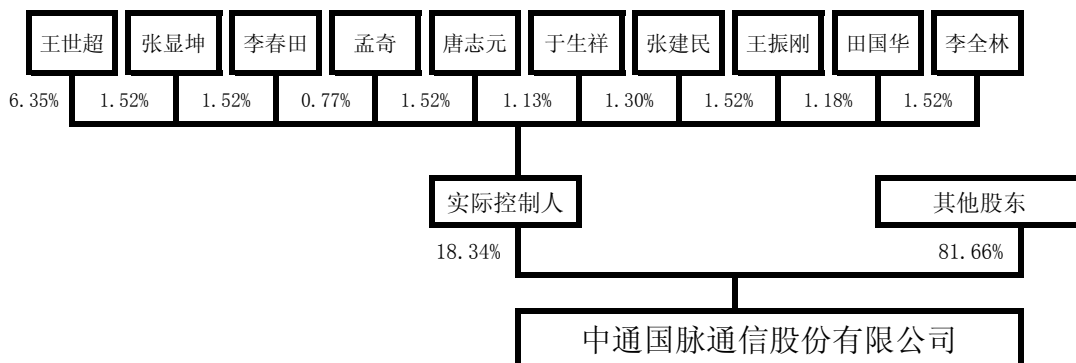 王世超 张显坤 李春田 孟奇 唐志元 于生祥 张建民 王振刚 田国华 李全林
6.35% 1.52% 1.52% 0.77% 1.52% 1.13% 1.30% 1.52% 1.18% 1.52%
实际控制人 其他股东
18.34% 81.66%
中通国脉通信股份有限公司